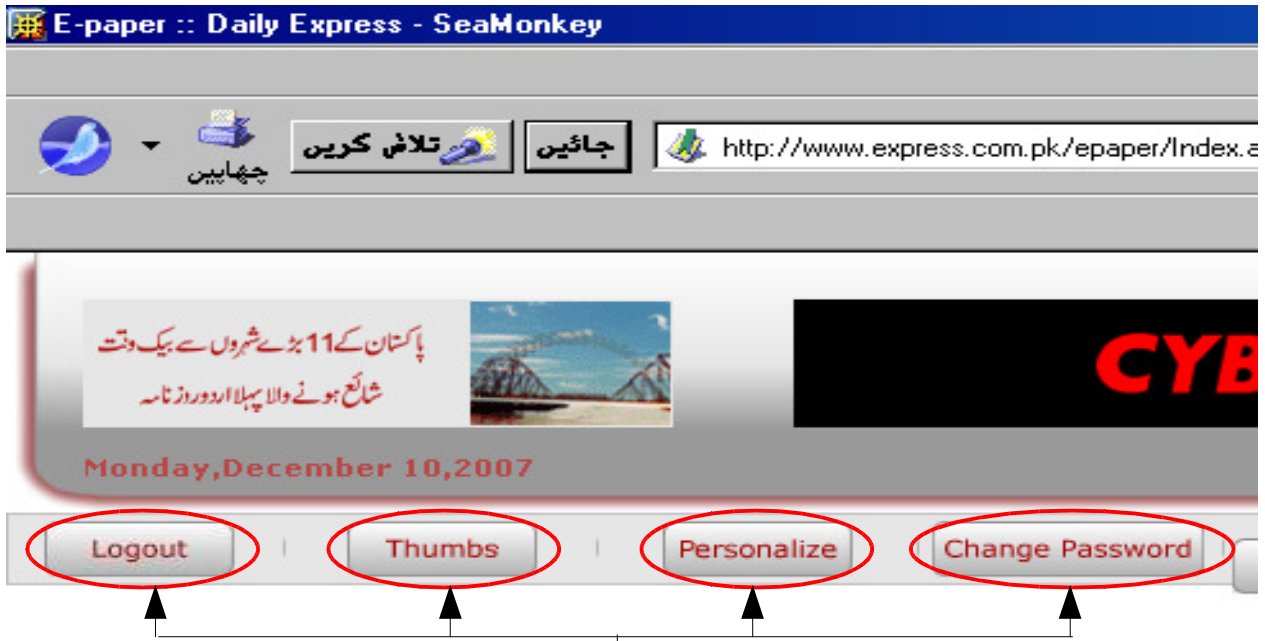 E-paper :: Daily Express - SeaMonkey
چھاپیں
تلاش کریں
جائیں
http://www.express.com.pk/epaper/Index.a
پاکستان کے 11 بڑے شہروں سے بیک وقت
شائع ہونے والا پہلا اردو روزنامہ
CYB
Monday,December 10,2007
Logout
Thumbs
Personalize
Change Password